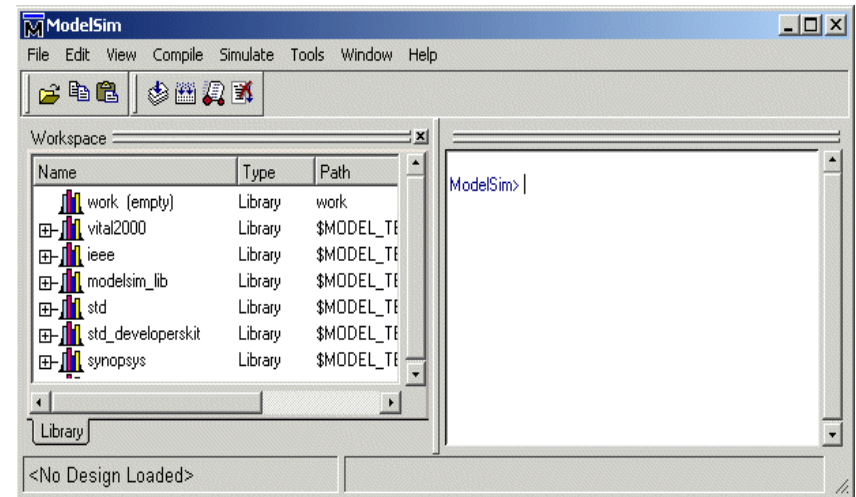 ModelSim
File Edit View Compile Simulate Tools Window Help
Workspace
Name Type Path
work (empty) Library work
vital2000 Library $MODEL_TE
ieee Library $MODEL_TE
modelsim_lib Library $MODEL_TE
std Library $MODEL_TE
std_developerskit Library $MODEL_TE
synopsys Library $MODEL_TE
Library
ModelSim>
<No Design Loaded>